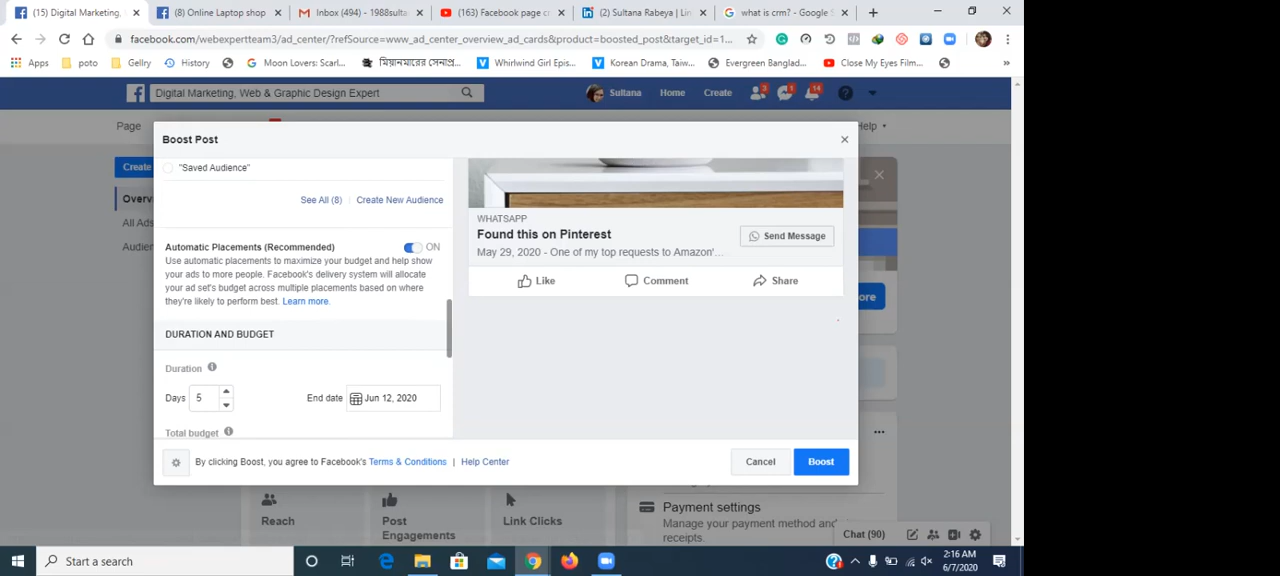 (15) Digital Marketing,
(8) Online Laptop shop
Inbox (494) - 1988sulta
(163) Facebook page c
(2) Sultana Rabeya | Lin
what is crm? - Google S
facebook.com/webexpertteam3/ad_center/?refSource=www_ad_center_overview_ad_cards&product=boosted_post&target_id=1...
Apps
poto
Gellry
History
Moon Lovers: Scarl...
মিয়ানমারের সেনাপ্র...
Whirlwind Girl Epis...
Korean Drama, Taiw...
Evergreen Banglad...
Close My Eyes Film...
Digital Marketing, Web & Graphic Design Expert
Sultana
Home
Create
3
1
14
Page
Help
Boost Post
Create
Overv
All Ads
Audien
"Saved Audience"
See All (8) | Create New Audience
Automatic Placements (Recommended)
ON
Use automatic placements to maximize your budget and help show
your ads to more people. Facebook's delivery system will allocate
your ad set's budget across multiple placements based on where
they're likely to perform best. Learn more.
DURATION AND BUDGET
Duration
Days 5
End date Jun 12, 2020
Total budget
WHATSAPP
Found this on Pinterest
May 29, 2020 - One of my top requests to Amazon'...
Send Message
Like
Comment
Share
ore
By clicking Boost, you agree to Facebook's Terms & Conditions | Help Center
Cancel
Boost
Reach
Post
Engagements
Link Clicks
Payment settings
Manage your payment method and
receipts.
Chat (90)
Start a search
2:16 AM
6/7/2020